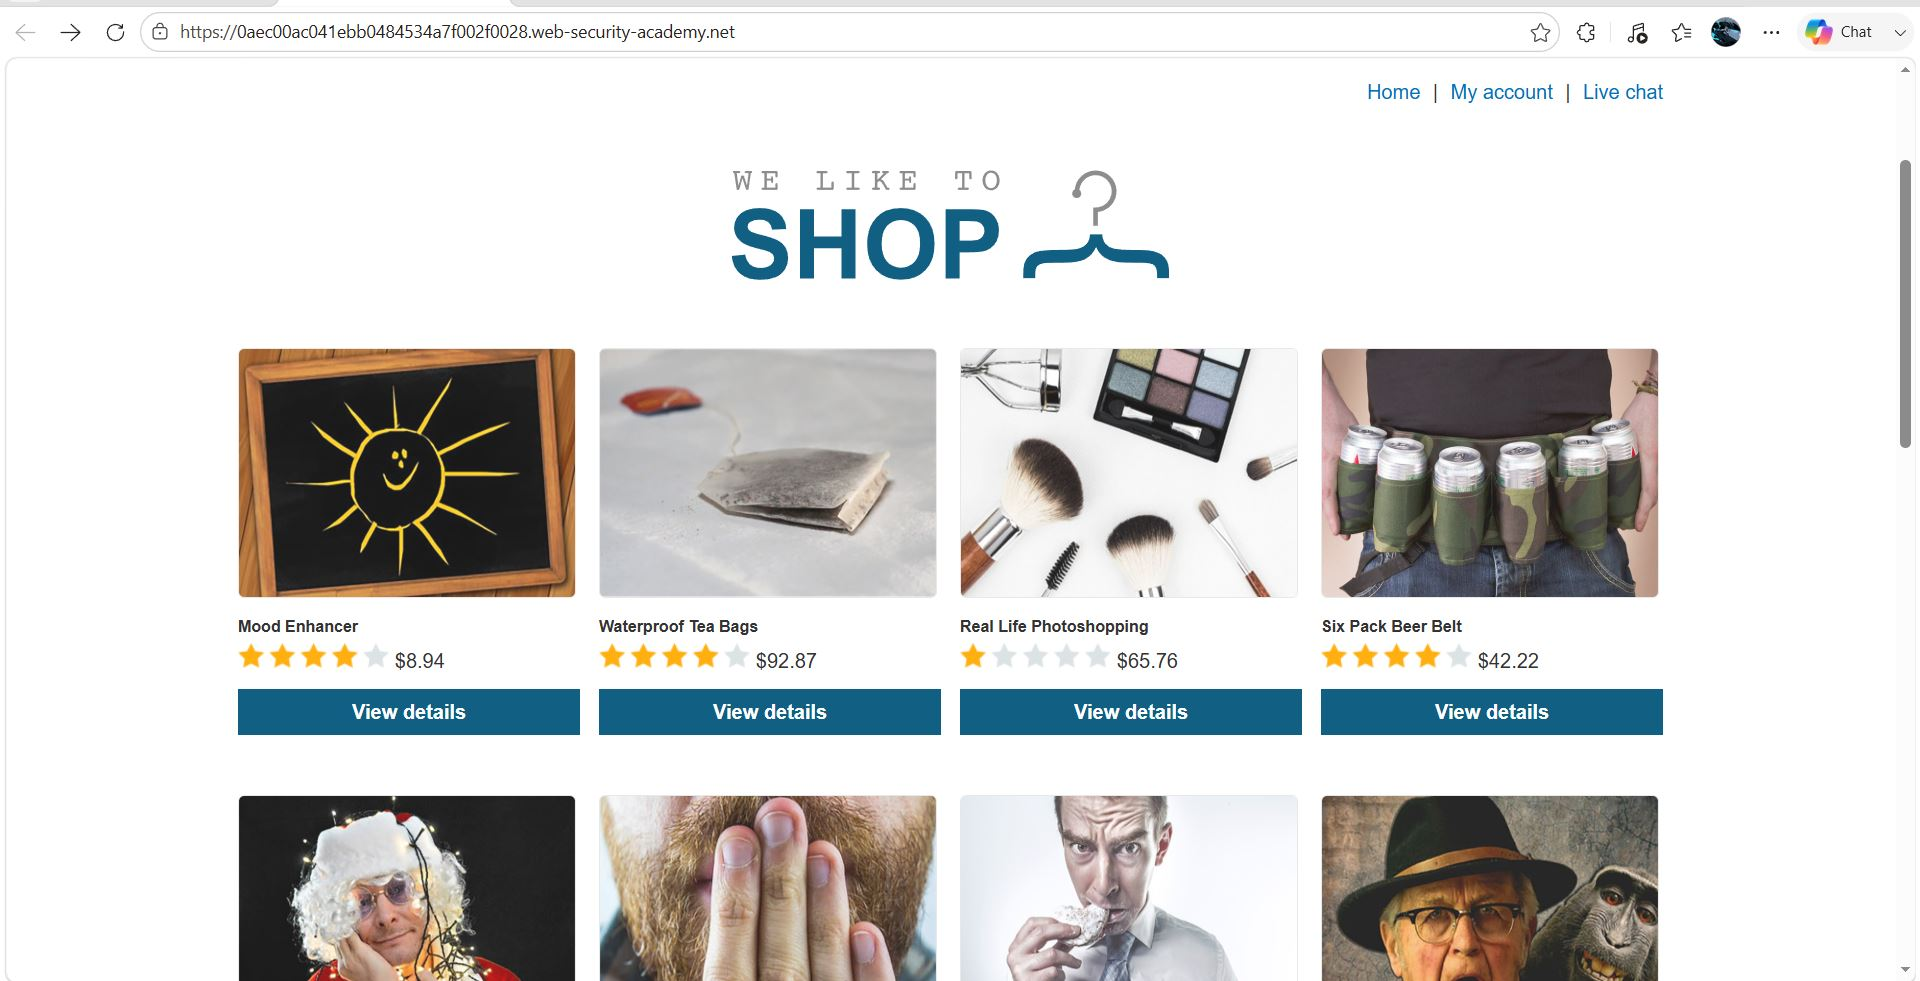 https://0aec00ac041ebb0484534a7f002f0028.web-security-academy.net
Chat
Home | My account | Live chat
WE LIKE TO
SHOP
Mood Enhancer
$8.94
View details
Waterproof Tea Bags
$92.87
View details
Real Life Photoshopping
$65.76
View details
Six Pack Beer Belt
$42.22
View details